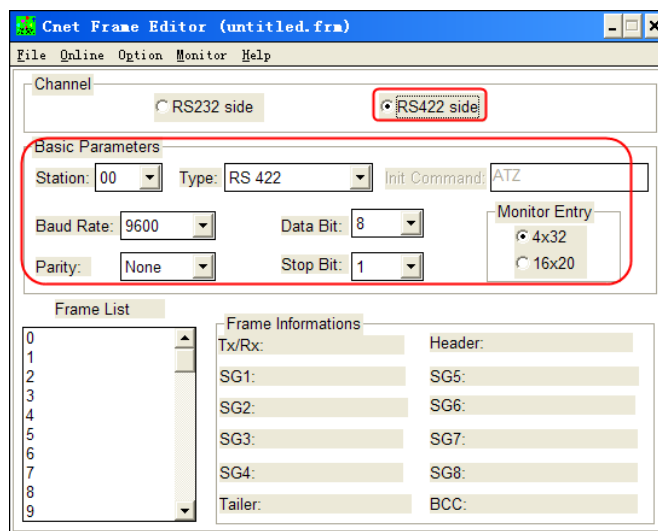 Cnet Frame Editor (untitled.frm)
File Online Option Monitor Help
Channel
RS232 side RS422 side
Basic Parameters
Station: 00 Type: RS 422 Init Command: ATZ
Baud Rate: 9600 Data Bit: 8 Monitor Entry
4x32
Parity: None Stop Bit: 1 16x20
Frame List Frame Informations
0 Tx/Rx: Header:
1
2 SG1: SG5:
3
4 SG2: SG6:
5
6 SG3: SG7:
7
8 SG4: SG8:
9 Tailer: BCC: